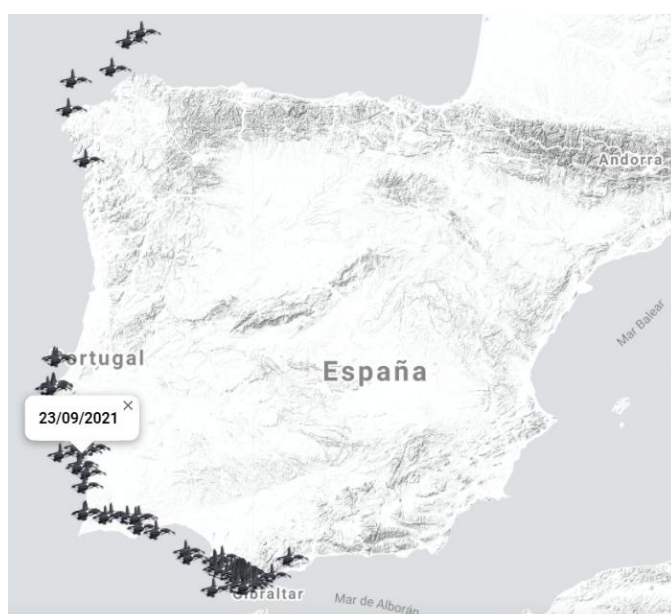 Andorra
Mar Balear
Portugal
España
23/09/2021
×
Gibraltar
Mar de Alborán